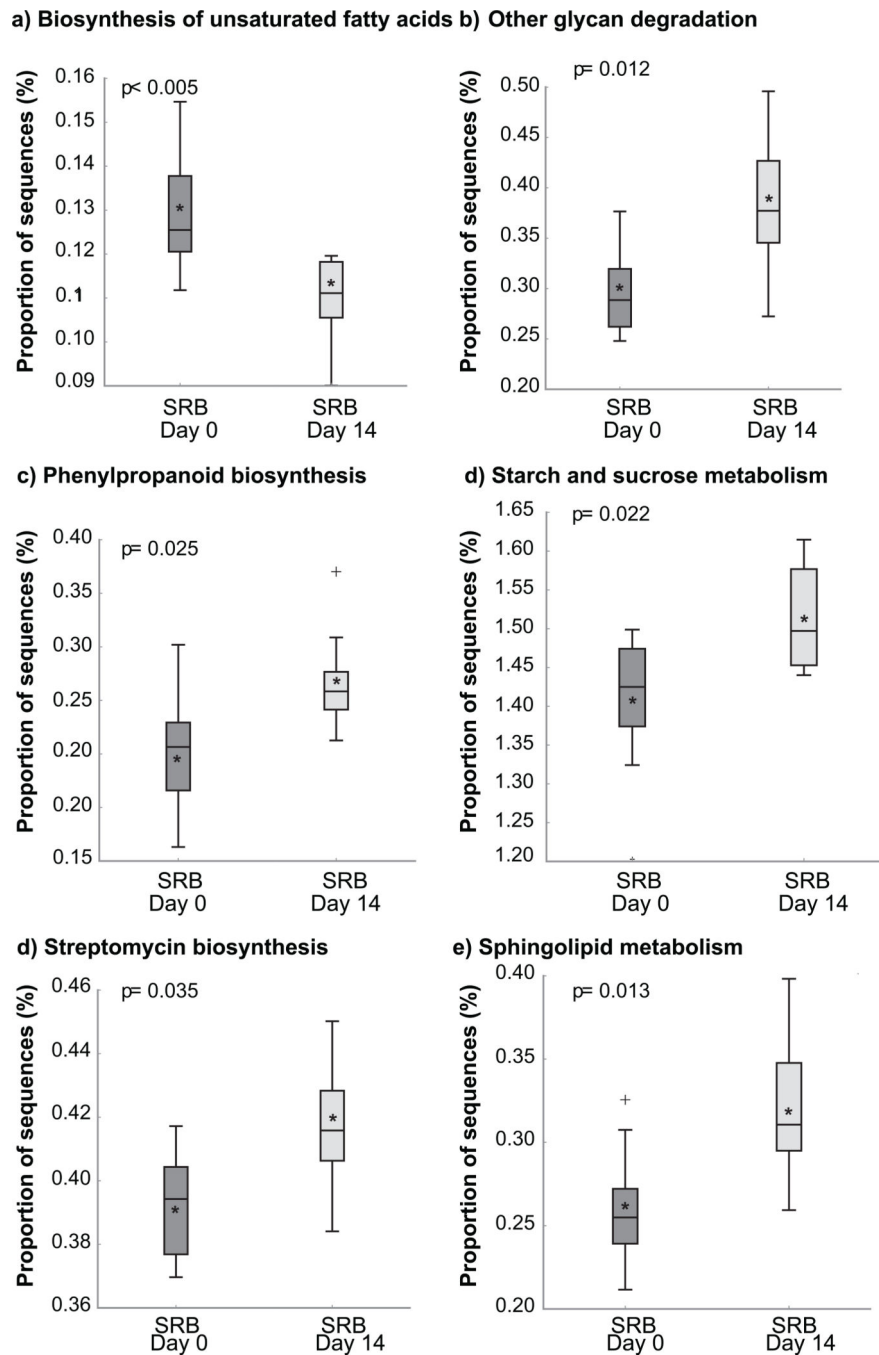 a) Biosynthesis of unsaturated fatty acids
p< 0.005
Proportion of sequences (%)
0.16
0.15
0.14
0.13
0.12
0.1
0.10
0.09
SRB
Day 0
SRB
Day 14
b) Other glycan degradation
p= 0.012
Proportion of sequences (%)
0.50
0.45
0.40
0.35
0.30
0.25
0.20
SRB
Day 0
SRB
Day 14
c) Phenylpropanoid biosynthesis
p= 0.025
Proportion of sequences (%)
0.40
0.35
0.30
0.25
0.20
0.20
0.15
SRB
Day 0
SRB
Day 14
d) Starch and sucrose metabolism
p= 0.022
Proportion of sequences (%)
1.65
1.60
1.55
1.50
1.45
1.40
1.35
1.30
1.25
1.20
SRB
Day 0
SRB
Day 14
d) Streptomycin biosynthesis
p= 0.035
Proportion of sequences (%)
0.46
0.44
0.42
0.40
0.38
0.36
SRB
Day 0
SRB
Day 14
e) Sphingolipid metabolism
p= 0.013
Proportion of sequences (%)
0.40
0.35
0.30
0.25
0.20
SRB
Day 0
SRB
Day 14